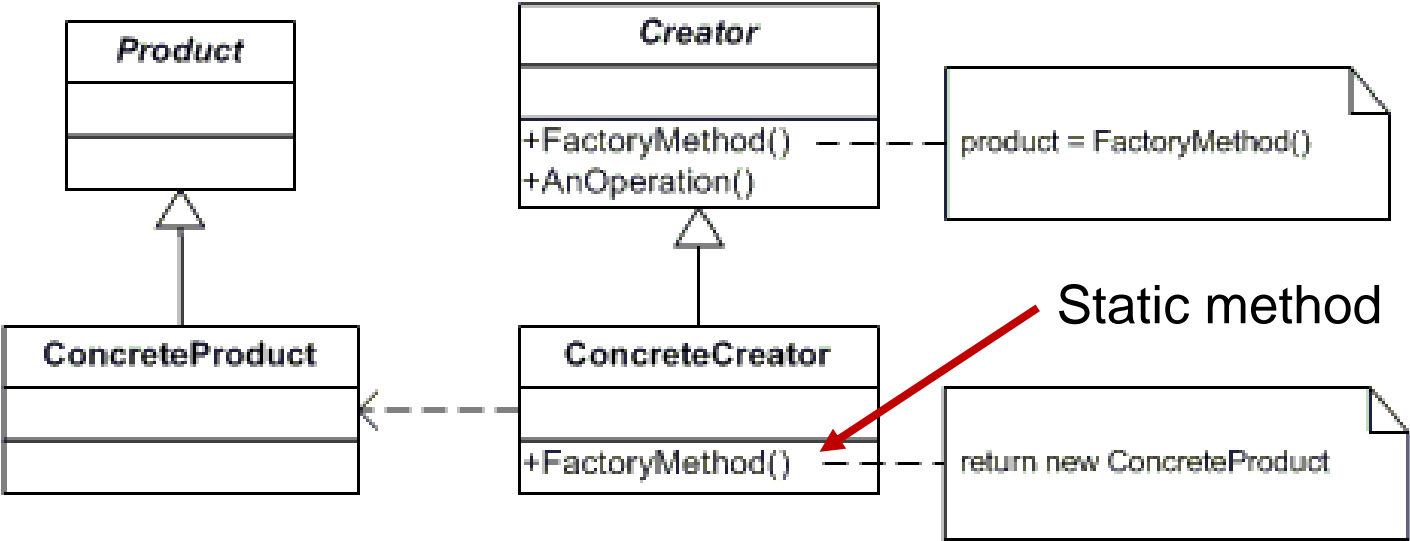 Product
Creator
+FactoryMethod()
+AnOperation()
product = FactoryMethod()
Static method
ConcreteProduct
ConcreteCreator
+FactoryMethod()
return new ConcreteProduct